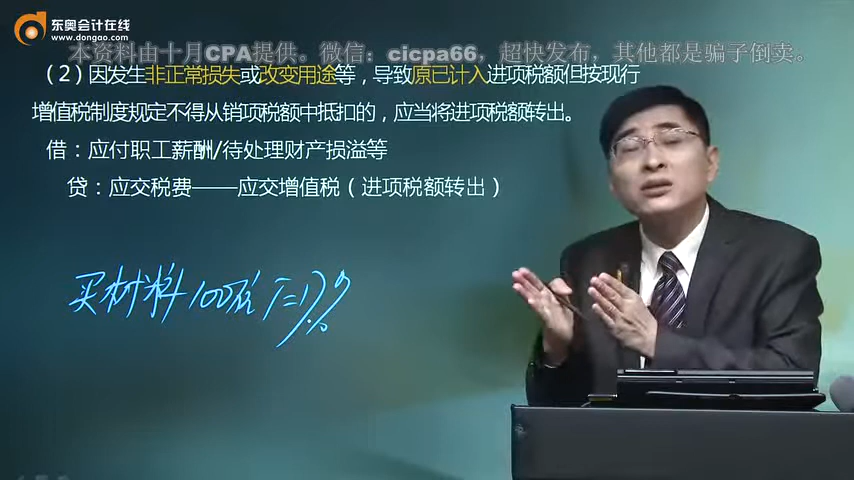 东奥会计在线
www.dongao.com
本资料由十月CPA提供。微信：cicpa66，超快发布，其他都是骗子倒卖。
（2）因发生非正常损失或改变用途等，导致原已计入进项税额但按现行
增值税制度规定不得从销项税额中抵扣的，应当将进项税额转出。
借：应付职工薪酬/待处理财产损溢等
贷：应交税费——应交增值税（进项税额转出）
买材料100万 T=17%